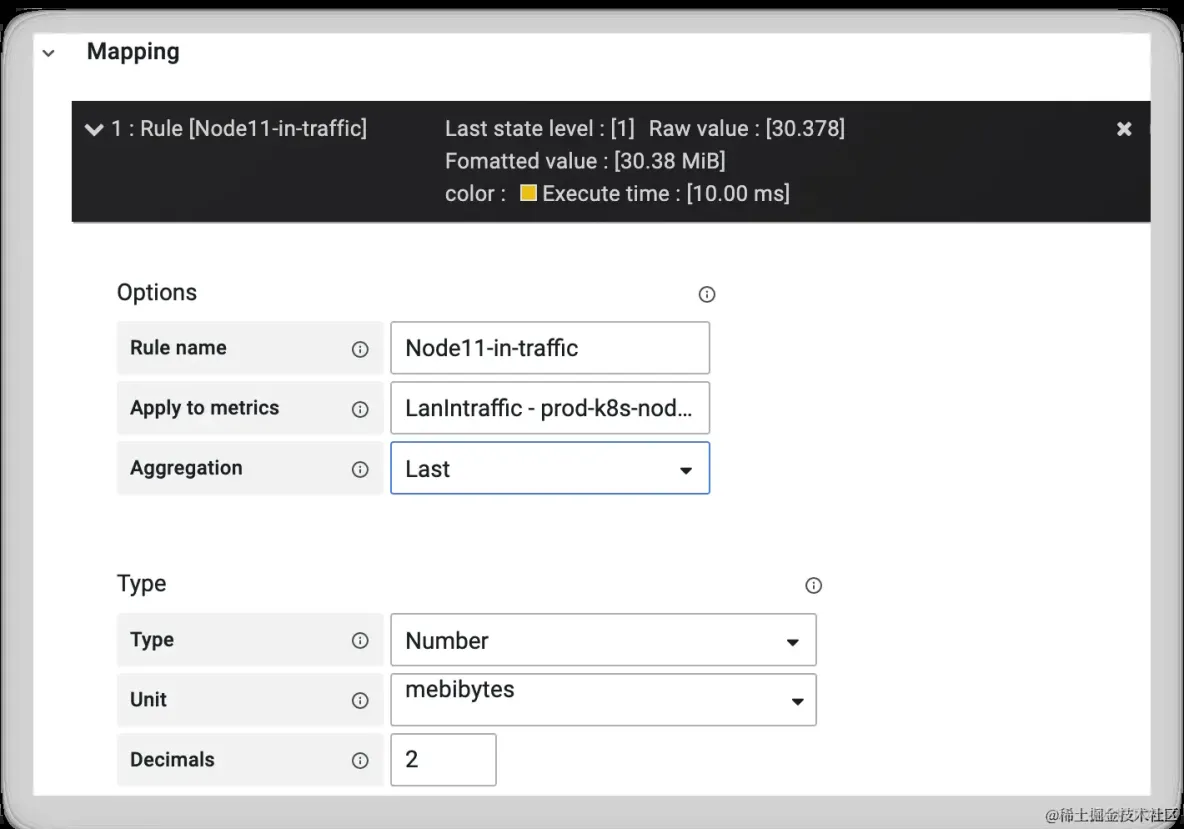 Mapping
1 : Rule [Node11-in-traffic]
Last state level : [1] Raw value : [30.378]
Fomatted value : [30.38 MiB]
color : Execute time : [10.00 ms]
Options
Rule name
Node11-in-traffic
Apply to metrics
LanIntraffic - prod-k8s-nod...
Aggregation
Last
Type
Type
Number
Unit
mebibytes
Decimals
2
@稀土掘金技术社区